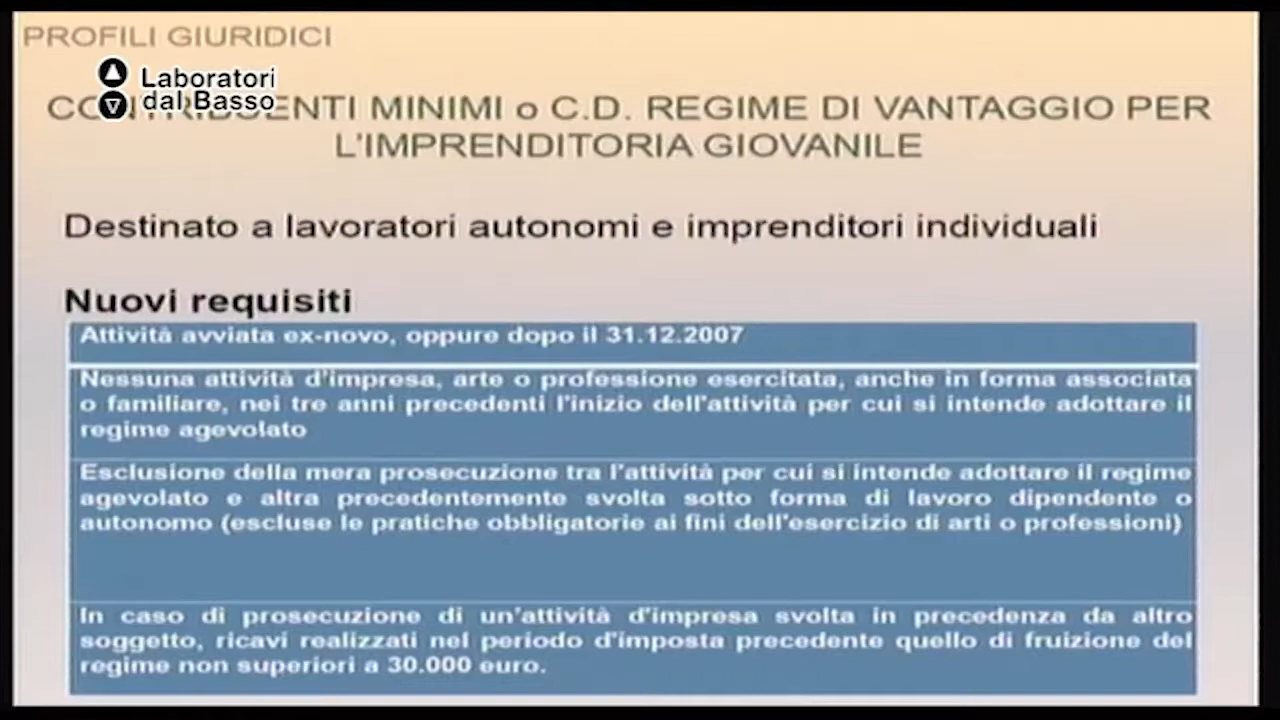 PROFILI GIURIDICI
Laboratori
dal Basso
CONTRIBUENTI MINIMI o C.D. REGIME DI VANTAGGIO PER
L'IMPRENDITORIA GIOVANILE
Destinato a lavoratori autonomi e imprenditori individuali
Nuovi requisiti
Attività avviata ex-novo, oppure dopo il 31.12.2007
Nessuna attività d'impresa, arte o professione esercitata, anche in forma associata
o familiare, nei tre anni precedenti l'inizio dell'attività per cui si intende adottare il
regime agevolato
Esclusione della mera prosecuzione tra l'attività per cui si intende adottare il regime
agevolato e altra precedentemente svolta sotto forma di lavoro dipendente o
autonomo (escluse le pratiche obbligatorie ai fini dell'esercizio di arti o professioni)
In caso di prosecuzione di un'attività d'impresa svolta in precedenza da altro
soggetto, ricavi realizzati nel periodo d'imposta precedente quello di fruizione del
regime non superiori a 30.000 euro.